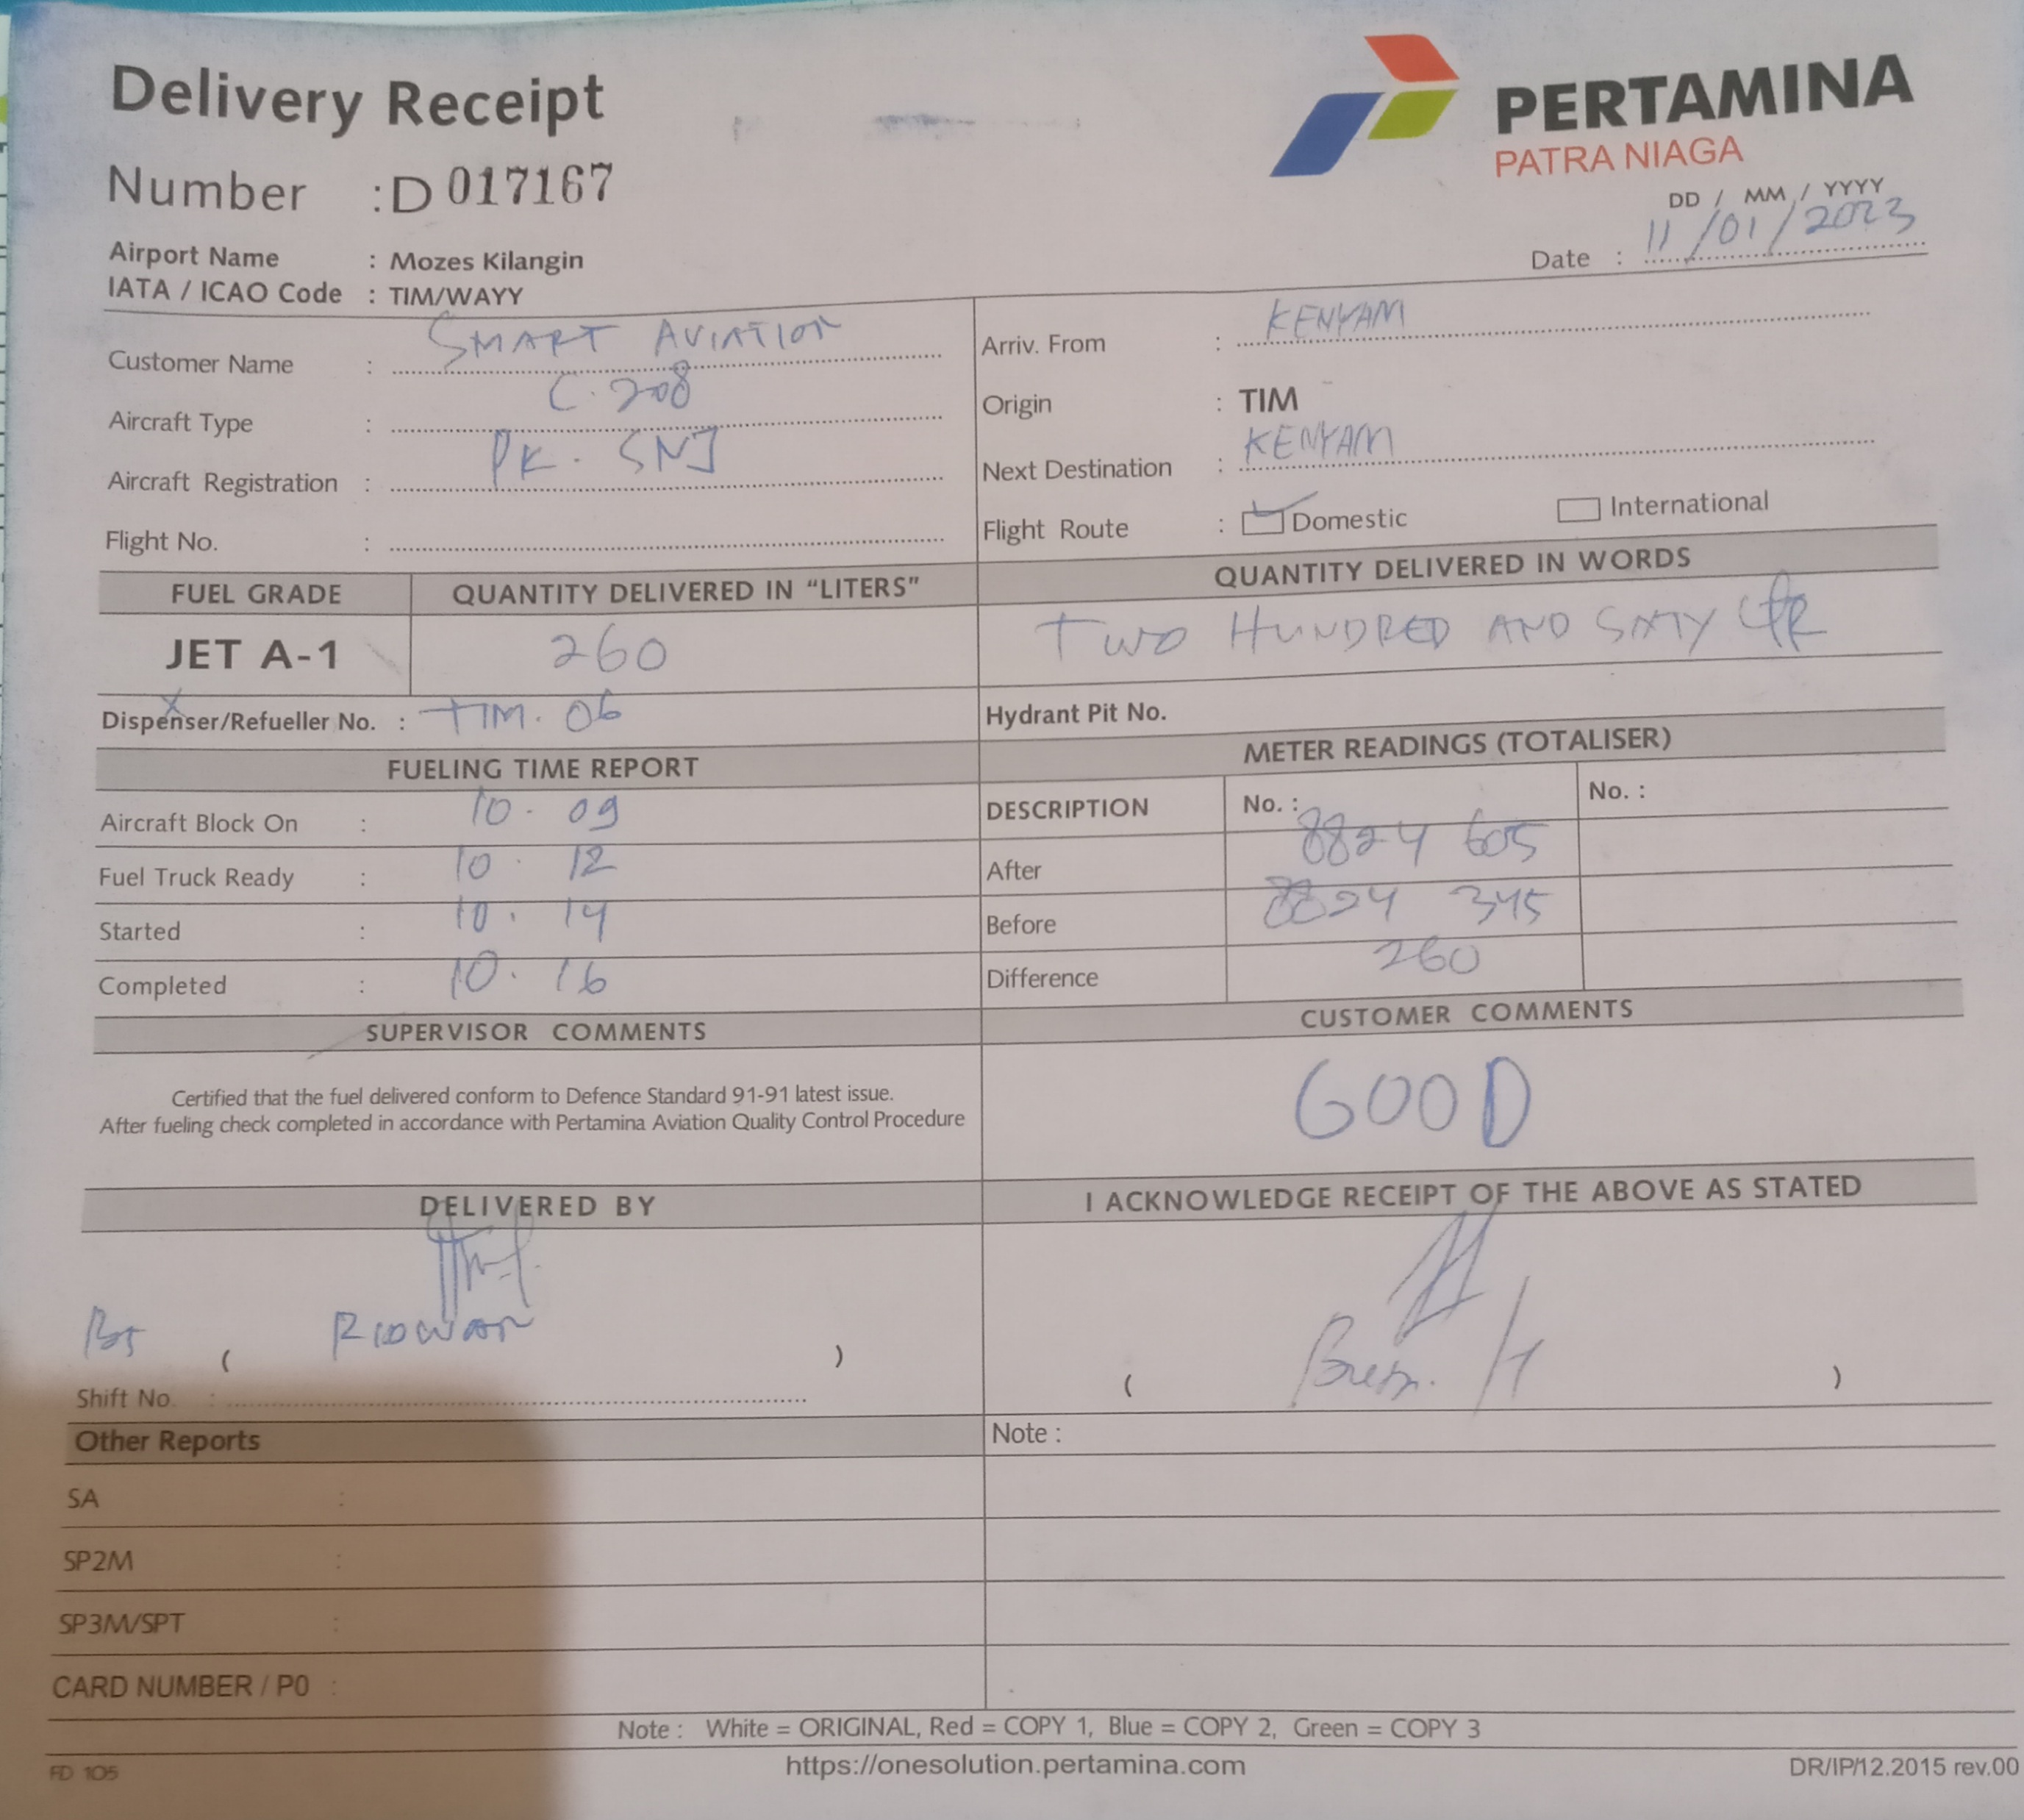 Delivery Receipt
PERTAMINA
PATRA NIAGA
Number : D 017167
DD / MM / YYYY
Date : 11/01/2023
Airport Name : Mozes Kilangin
IATA / ICAO Code : TIM/WAYY
Customer Name : SMART AVIATION
Aircraft Type : C.208
Aircraft Registration : PK. SNJ
Flight No. :
Arriv. From : KENYAM
Origin : TIM
Next Destination : KENYAM
Flight Route : Domestic International
FUEL GRADE QUANTITY DELIVERED IN "LITERS" QUANTITY DELIVERED IN WORDS
JET A-1 260 TWO HUNDRED AND SIXTY LTR
Dispenser/Refueller No. : TIM. 06 Hydrant Pit No.
FUELING TIME REPORT METER READINGS (TOTALISER)
Aircraft Block On : 10. 09
Fuel Truck Ready : 10. 12
Started : 10. 14
Completed : 10. 16
DESCRIPTION No. : No. :
After 8824 605
Before 8824 345
Difference 260
SUPERVISOR COMMENTS CUSTOMER COMMENTS
Certified that the fuel delivered conform to Defence Standard 91-91 latest issue.
After fueling check completed in accordance with Pertamina Aviation Quality Control Procedure
GOOD
DELIVERED BY I ACKNOWLEDGE RECEIPT OF THE ABOVE AS STATED
( RIDWAN )
( )
Shift No. :
Other Reports Note :
SA :
SP2M :
SP3M/SPT :
CARD NUMBER / P0 :
Note : White = ORIGINAL, Red = COPY 1, Blue = COPY 2, Green = COPY 3
FD 105 https://onesolution.pertamina.com DR/IP/12.2015 rev.00